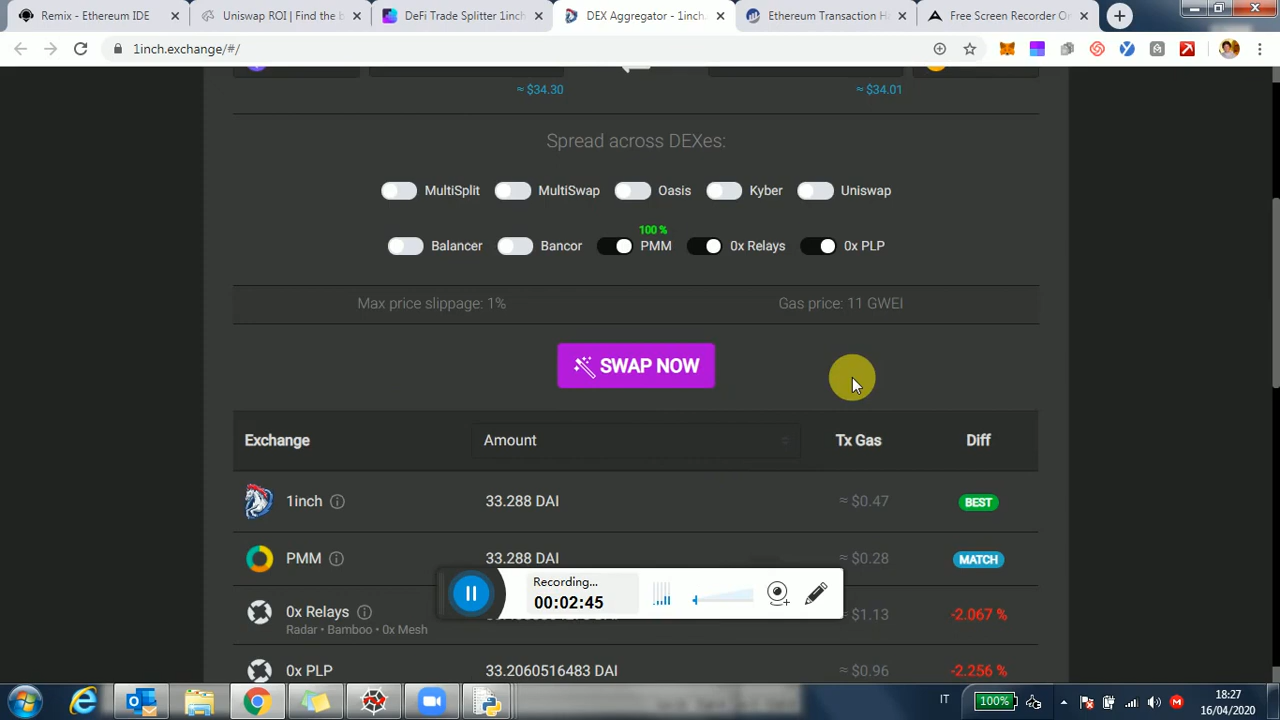 Remix - Ethereum IDE
Uniswap ROI | Find the b
DeFi Trade Splitter 1inch
DEX Aggregator - 1inch.
Ethereum Transaction H
Free Screen Recorder On
1inch.exchange/#/
≈ $34.30
≈ $34.01
Spread across DEXes:
MultiSplit
MultiSwap
Oasis
Kyber
Uniswap
100 %
Balancer
Bancor
PMM
0x Relays
0x PLP
Max price slippage: 1%
Gas price: 11 GWEI
SWAP NOW
Exchange
Amount
Tx Gas
Diff
1inch
33.288 DAI
≈ $0.47
BEST
PMM
33.288 DAI
≈ $0.28
MATCH
Recording...
00:02:45
0x Relays
Radar • Bamboo • 0x Mesh
≈ $1.13
-2.067 %
0x PLP
33.2060516483 DAI
≈ $0.96
-2.256 %
IT
100%
18:27
16/04/2020